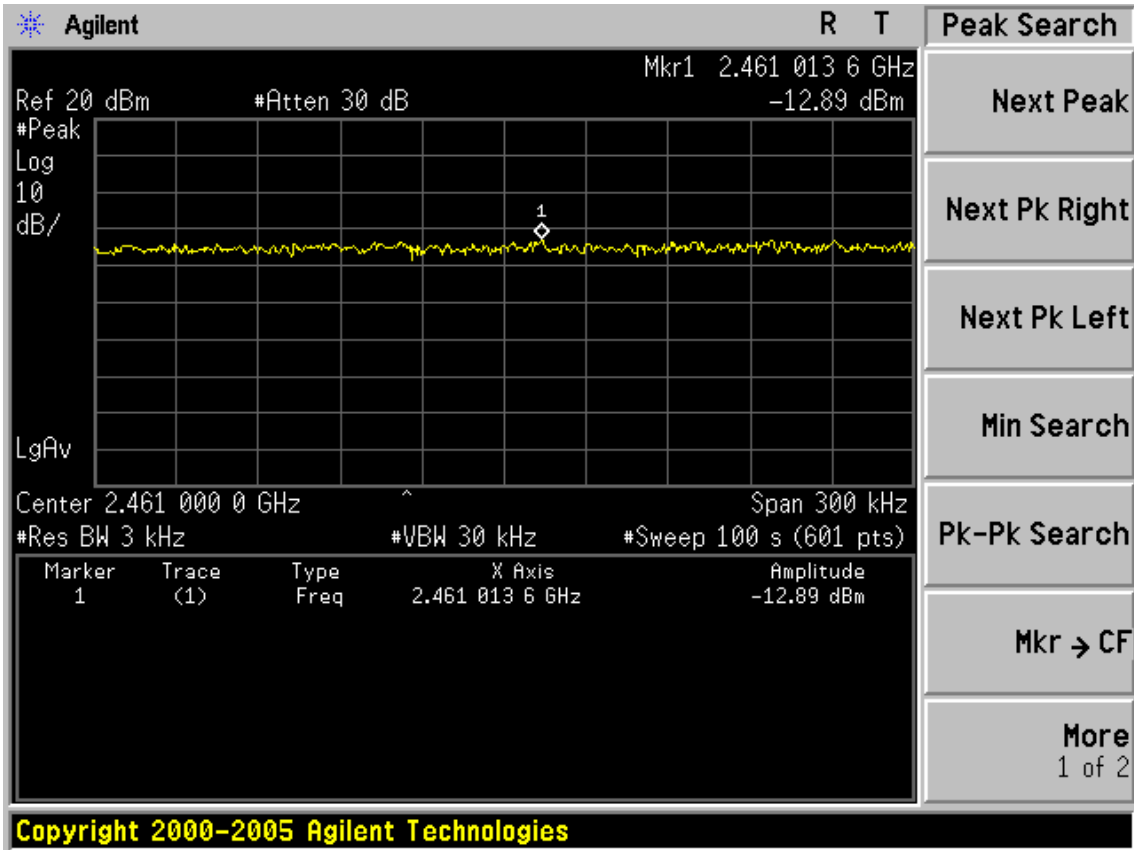 Agilent
R T
Peak Search
Mkr1 2.461 013 6 GHz
Ref 20 dBm #Atten 30 dB -12.89 dBm
#Peak
Log
10
dB/
1
LgAv
Center 2.461 000 0 GHz ^ Span 300 kHz
#Res BW 3 kHz #VBW 30 kHz #Sweep 100 s (601 pts)
Marker Trace Type X Axis Amplitude
1 (1) Freq 2.461 013 6 GHz -12.89 dBm
Next Peak
Next Pk Right
Next Pk Left
Min Search
Pk-Pk Search
Mkr → CF
More
1 of 2
Copyright 2000-2005 Agilent Technologies